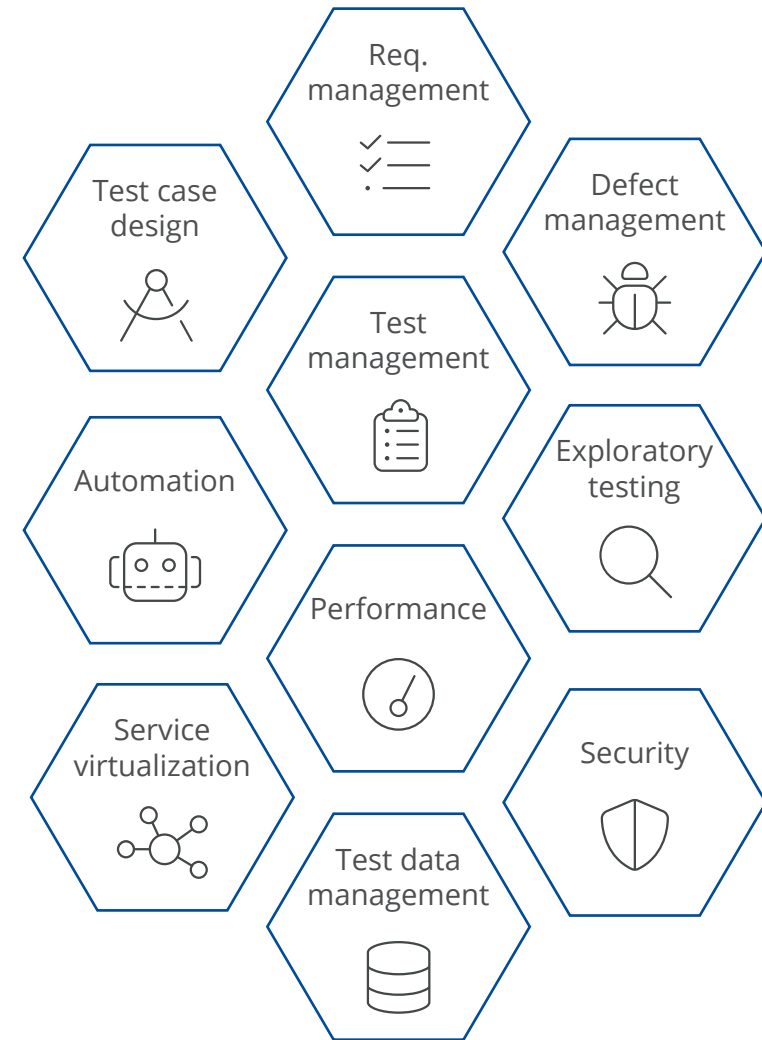 Req.
management
Test case
design
Defect
management
Test
management
Automation
Exploratory
testing
Performance
Service
virtualization
Security
Test data
management